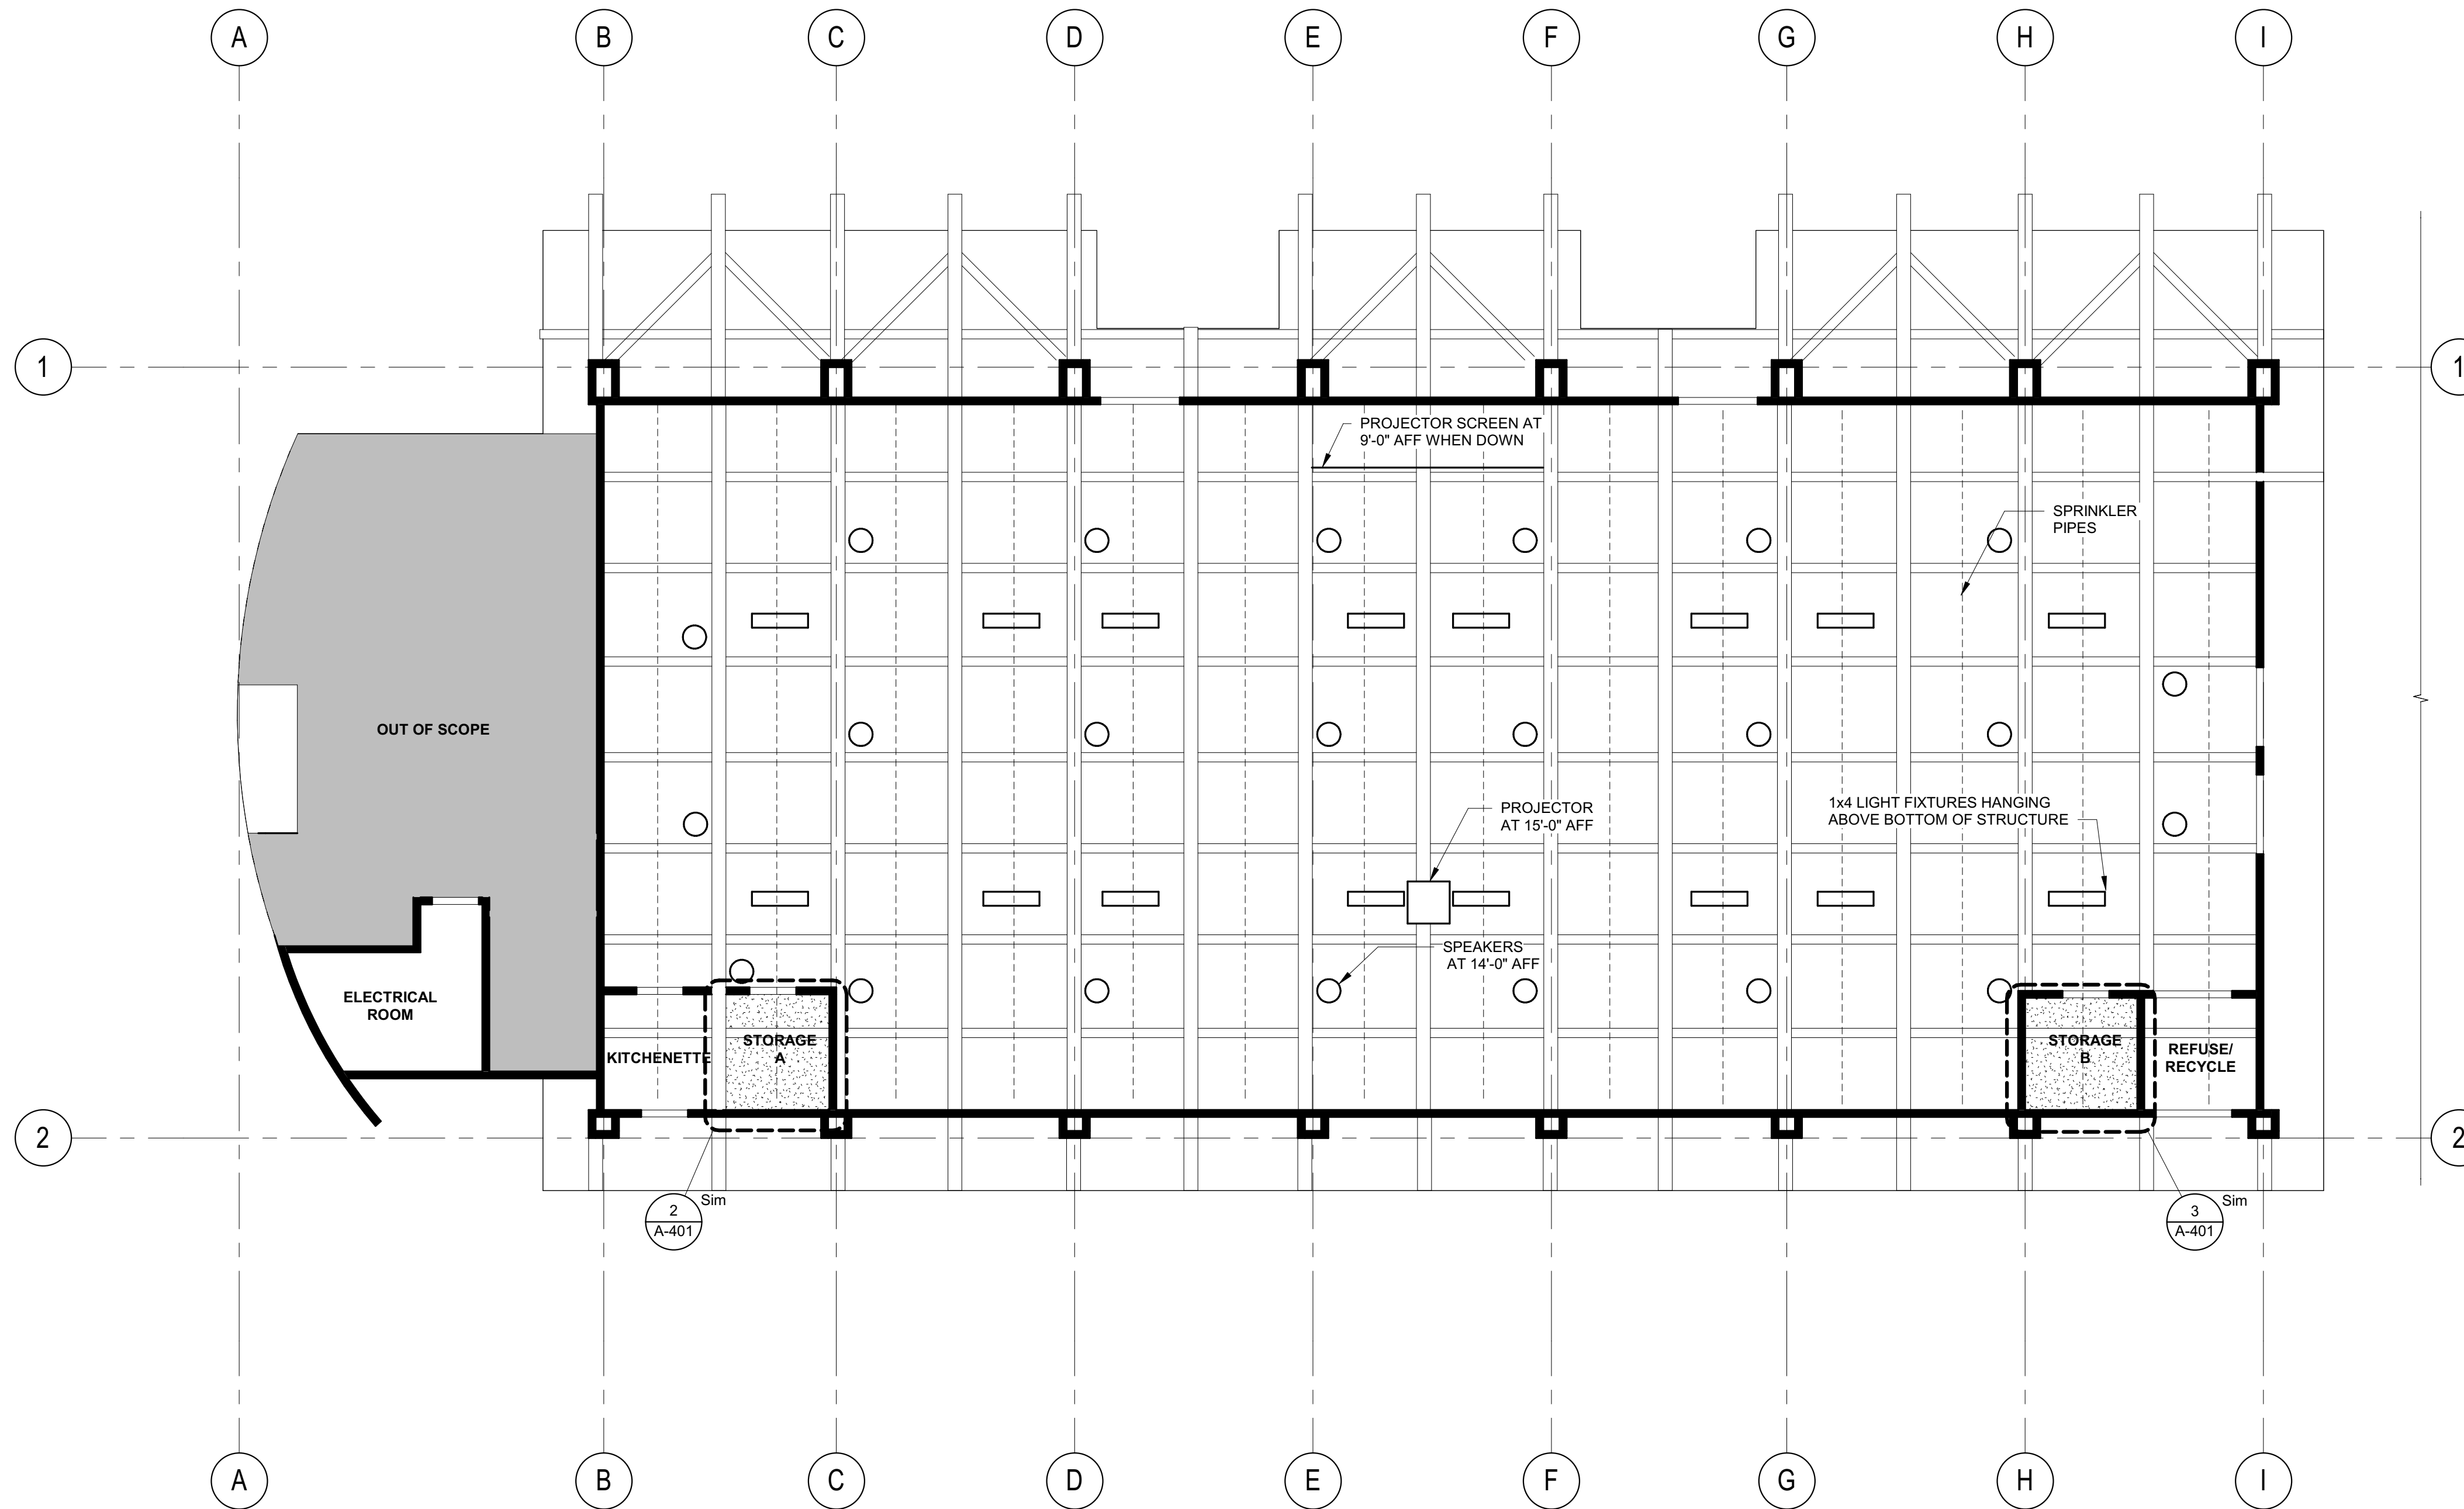 A
B
C
D
E
F
G
H
I
1
1
PROJECTOR SCREEN AT
9'-0" AFF WHEN DOWN
SPRINKLER
PIPES
OUT OF SCOPE
PROJECTOR
AT 15'-0" AFF
1x4 LIGHT FIXTURES HANGING
ABOVE BOTTOM OF STRUCTURE
SPEAKERS
AT 14'-0" AFF
ELECTRICAL
ROOM
KITCHENETTE
STORAGE
A
STORAGE
B
REFUSE/
RECYCLE
2
2
2
A-401
Sim
3
A-401
Sim
A
B
C
D
E
F
G
H
I